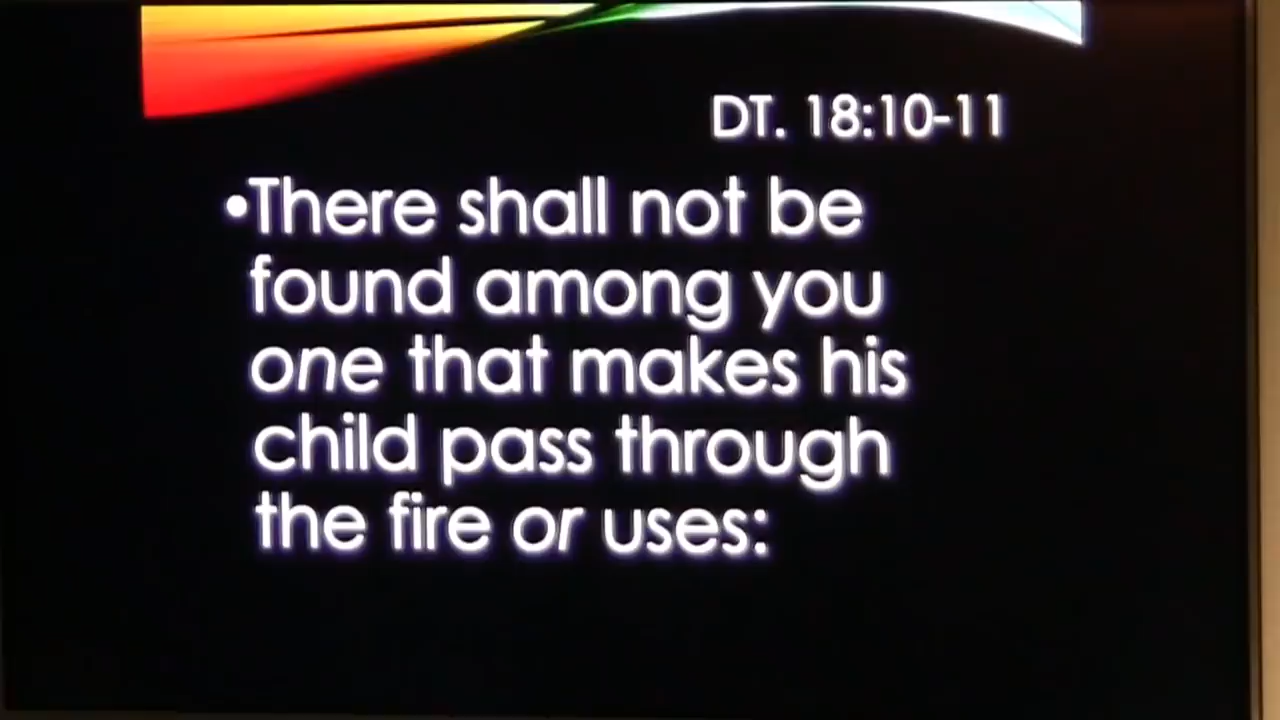 DT. 18:10-11
•There shall not be
found among you
one that makes his
child pass through
the fire or uses: